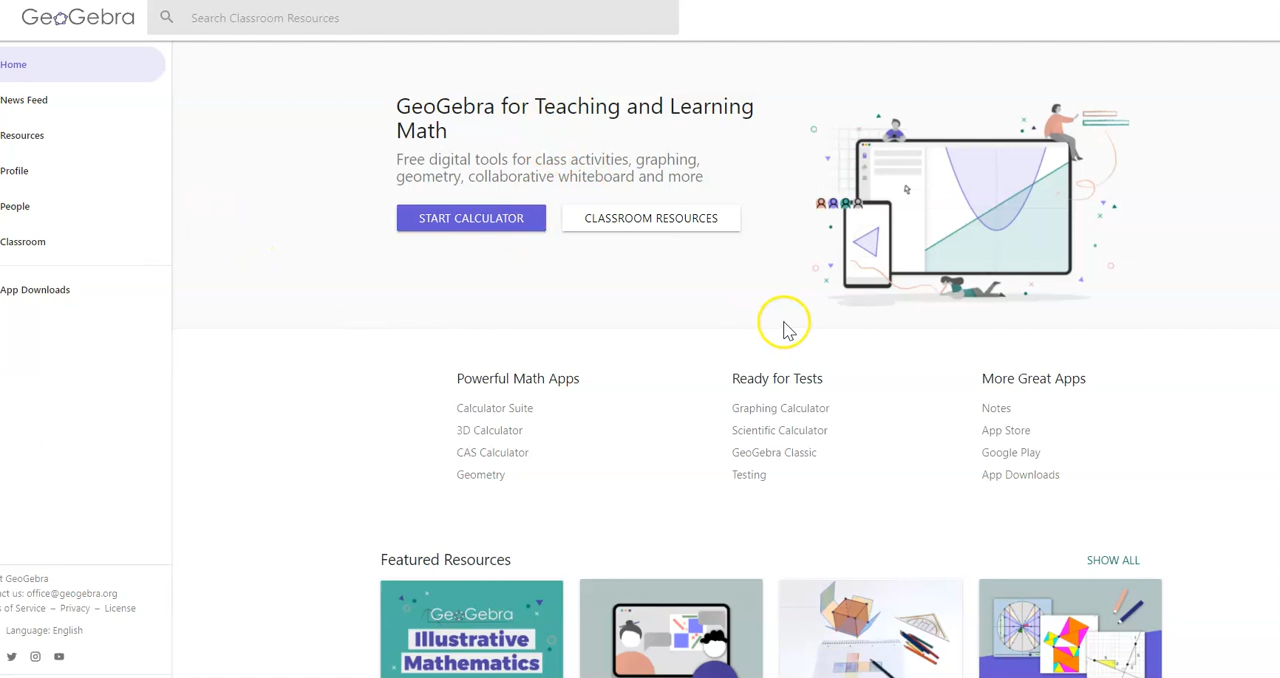 GeoGebra
Search Classroom Resources
Home
News Feed
Resources
Profile
People
Classroom
App Downloads
GeoGebra for Teaching and Learning
Math
Free digital tools for class activities, graphing,
geometry, collaborative whiteboard and more
START CALCULATOR
CLASSROOM RESOURCES
Powerful Math Apps
Calculator Suite
3D Calculator
CAS Calculator
Geometry
Ready for Tests
Graphing Calculator
Scientific Calculator
GeoGebra Classic
Testing
More Great Apps
Notes
App Store
Google Play
App Downloads
Featured Resources
SHOW ALL
GeoGebra
Illustrative
Mathematics
t GeoGebra
ct us: office@geogebra.org
s of Service – Privacy – License
Language: English